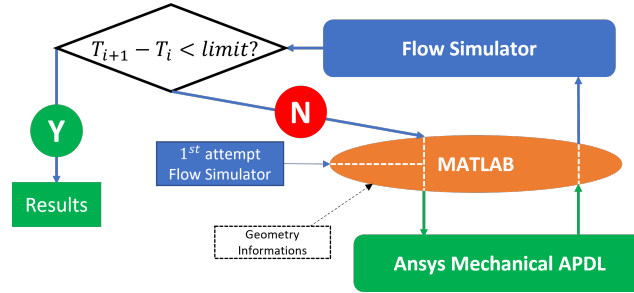 T_{i+1} − T_i < limit?
Flow Simulator
Y
N
1st attempt
Flow Simulator
MATLAB
Results
Geometry
Informations
Ansys Mechanical APDL